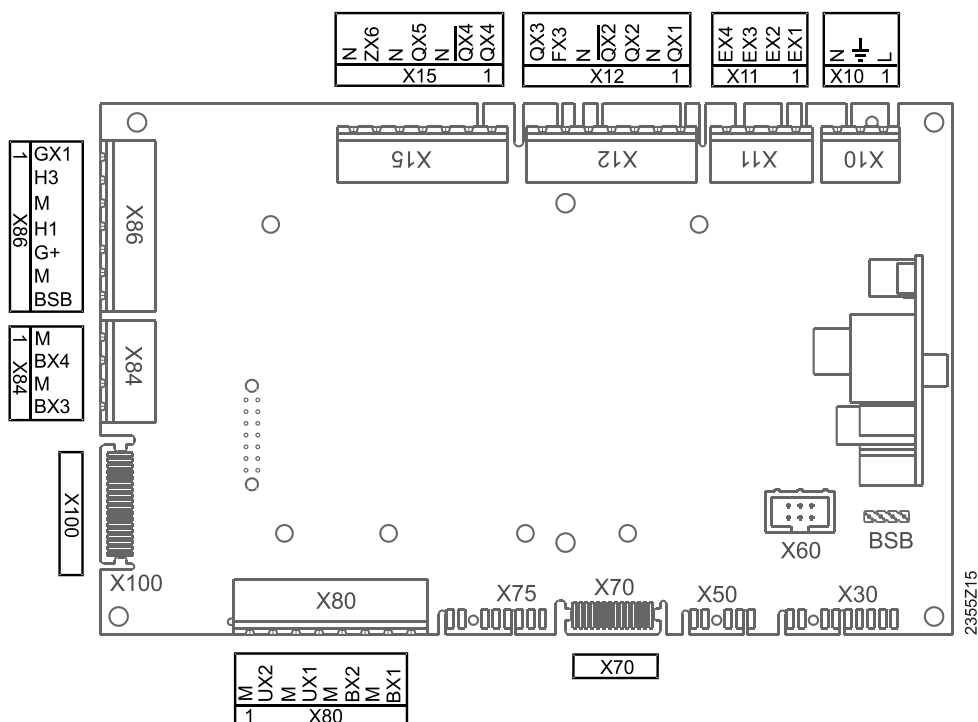 N ZX6 N QX5 N QX4 QX4
X15 1
QX3 FX3 N QX2 QX2 N QX1
X12 1
EX4 EX3 EX2 EX1
X11 1
N L
X10 1
X15 X12 X11 X10
1 X86
GX1
H3
M
H1
G+
M
BSB
X86
1 X84
M
BX4
M
BX3
X84
X100
X100
X60
BSB
X80
X75
X70
X50
X30
X70
M UX2 M UX1 M BX2 M BX1
1 X80
2355Z15